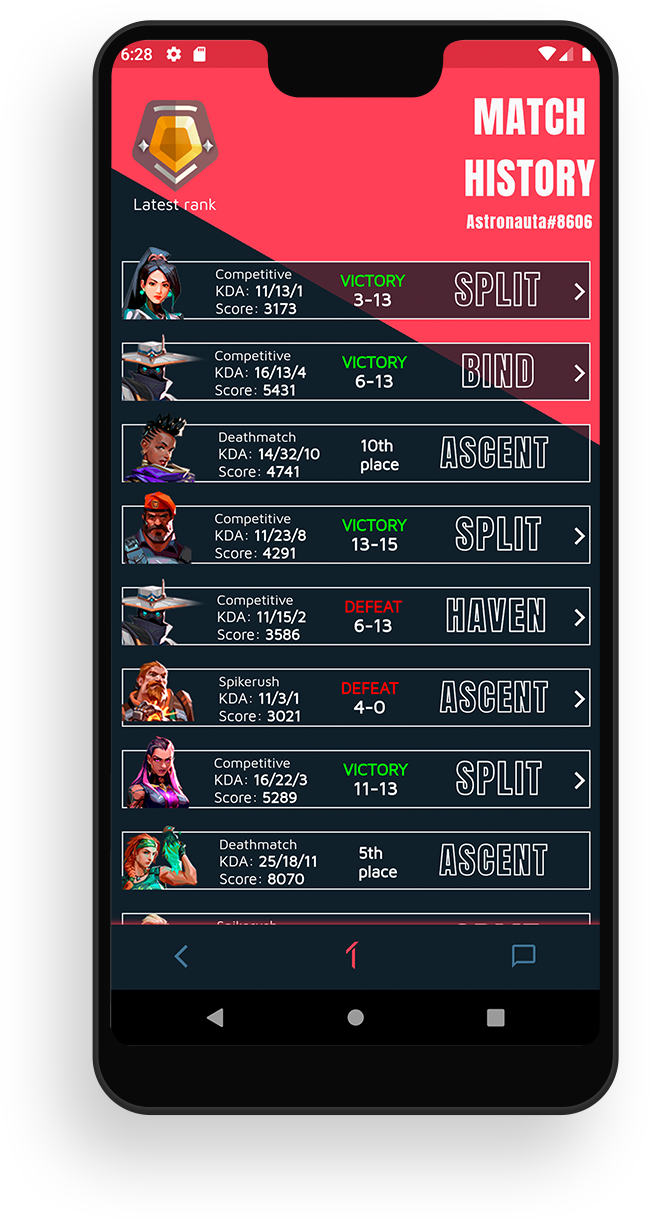 6:28
MATCH
HISTORY
Astronauta#8606
Latest rank
Competitive
KDA: 11/13/1
Score: 3173
VICTORY
3-13
SPLIT
Competitive
KDA: 16/13/4
Score: 5431
VICTORY
6-13
BIND
Deathmatch
KDA: 14/32/10
Score: 4741
10th
place
ASCENT
Competitive
KDA: 11/23/8
Score: 4291
VICTORY
13-15
SPLIT
Competitive
KDA: 11/15/2
Score: 3586
DEFEAT
6-13
HAVEN
Spikerush
KDA: 11/3/1
Score: 3021
DEFEAT
4-0
ASCENT
Competitive
KDA: 16/22/3
Score: 5289
VICTORY
11-13
SPLIT
Deathmatch
KDA: 25/18/11
Score: 8070
5th
place
ASCENT
Spikerush